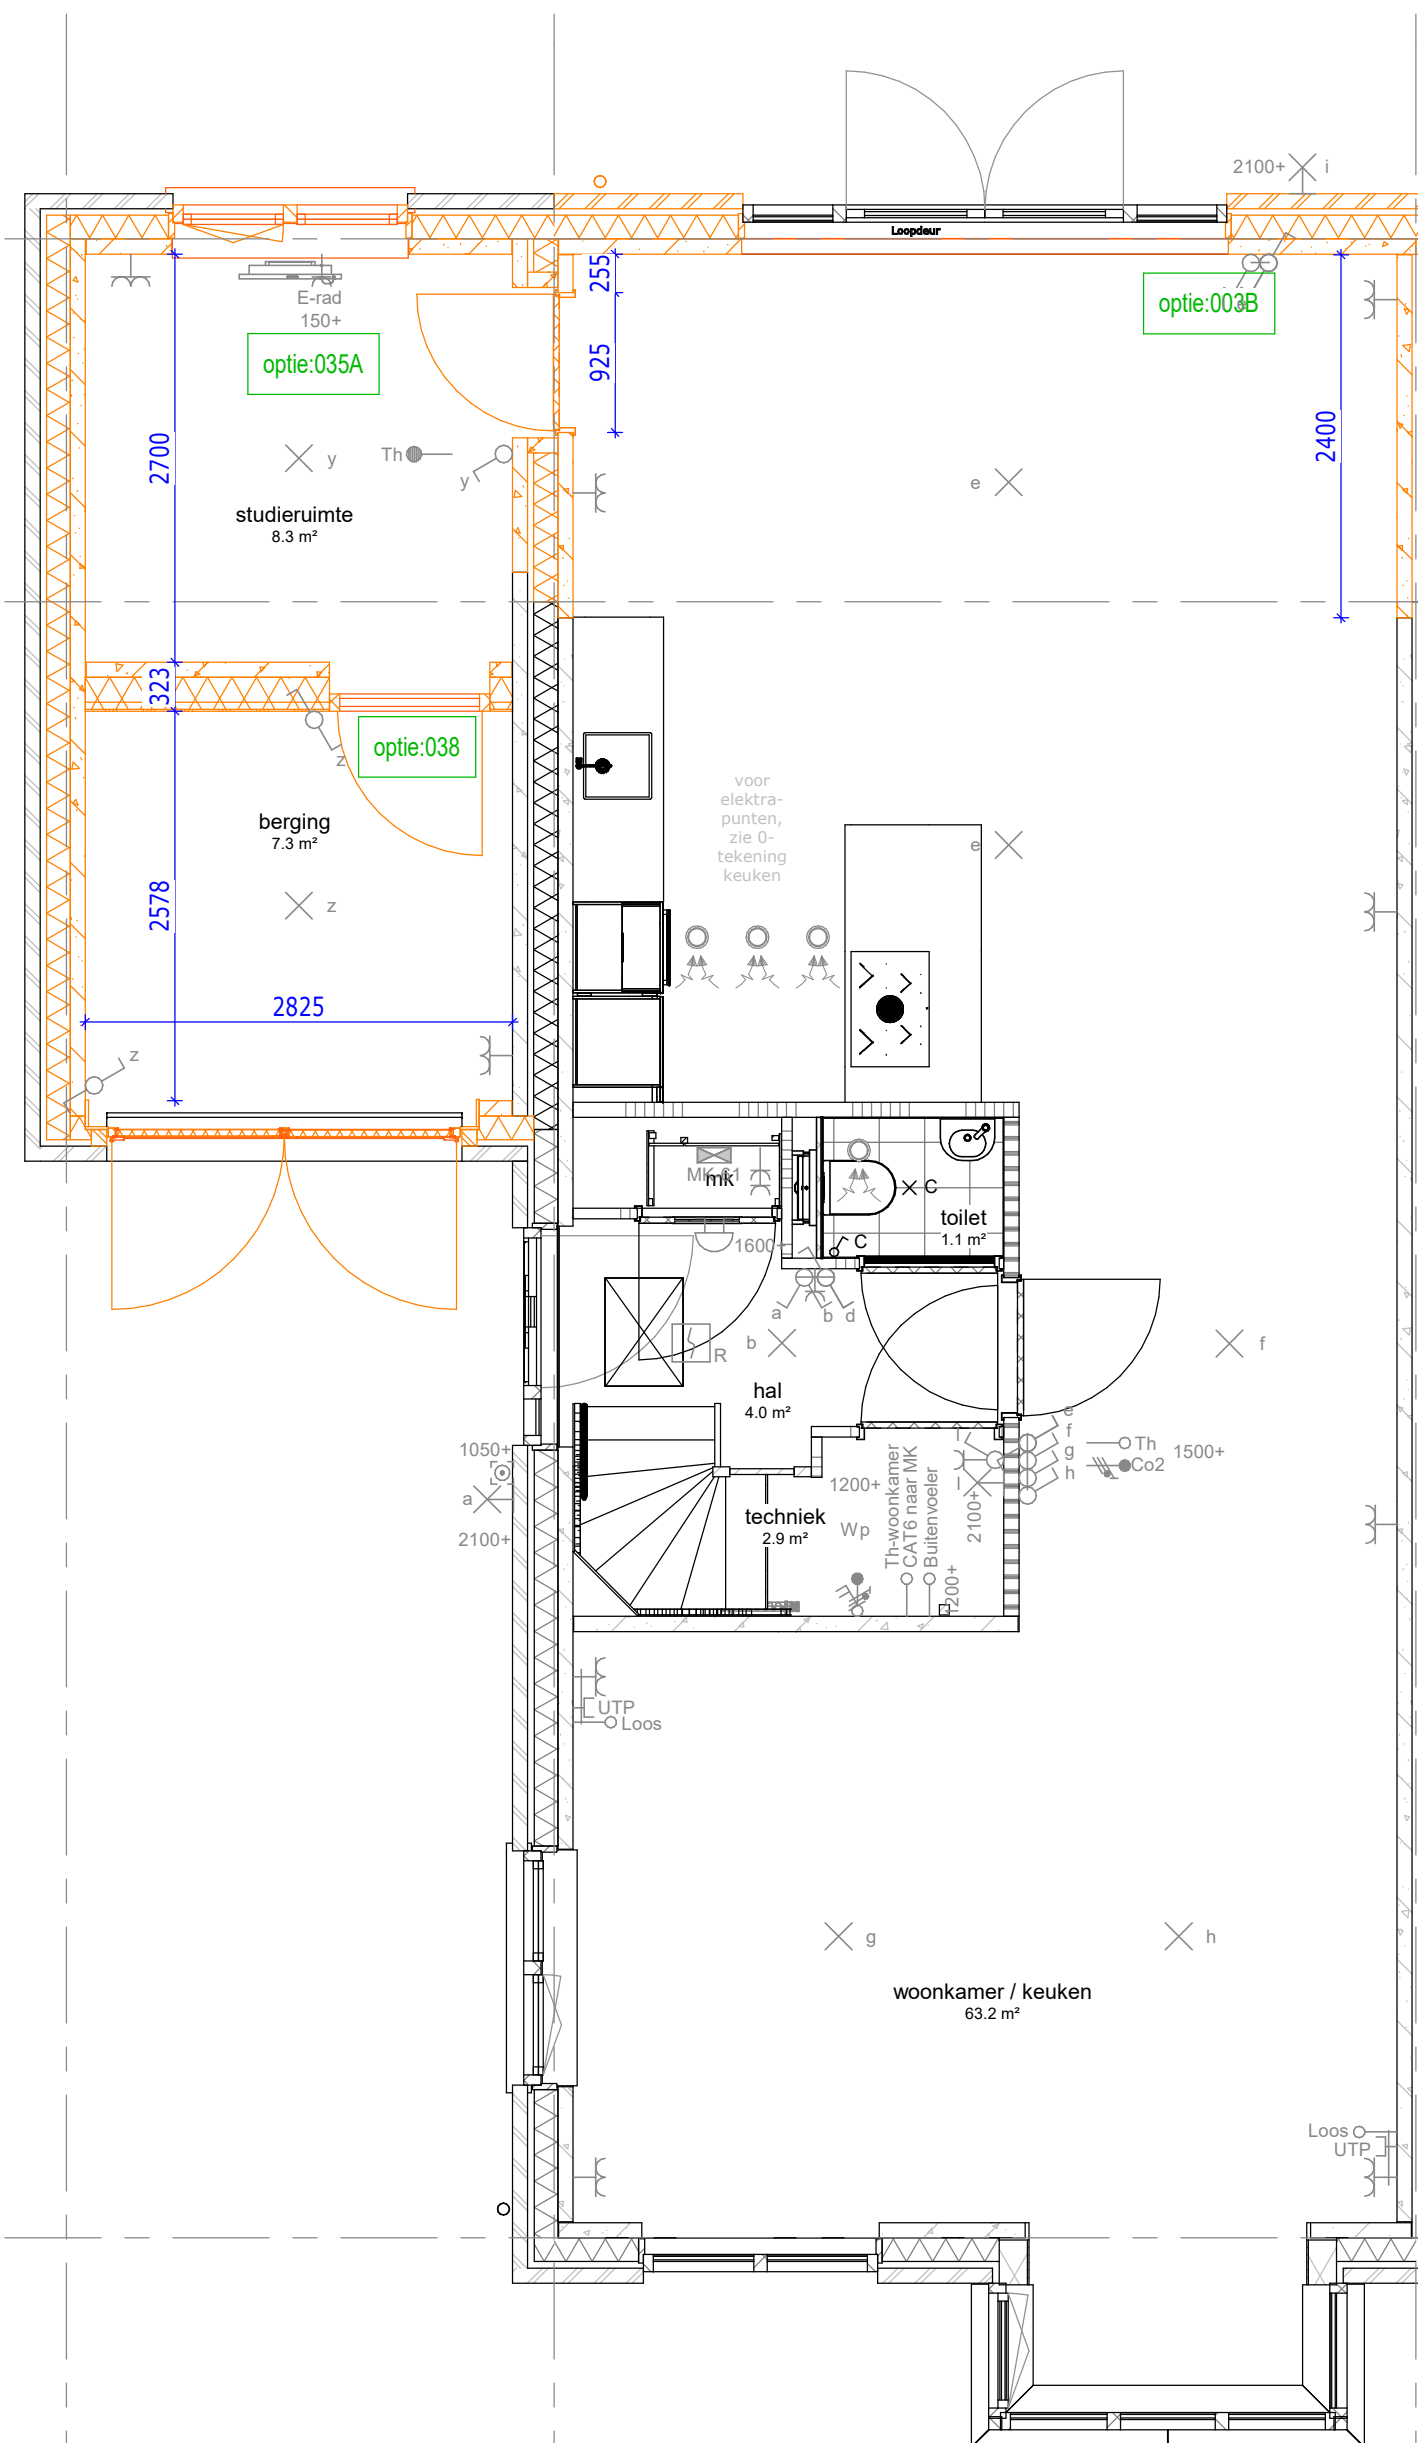 2100+ i
Loopdeur
255
E-rad
150+
optie:003B
e
optie:035A
925
2400
2700
y
Th
y
e
studieruimte
8.3 m²
323
optie:038
z
voor
elektra-
punten,
zie 0-
tekening
keuken
berging
7.3 m²
e
2578
z
2825
z
MK
mk
C
toilet
1.1 m²
C
1600+
a
b
d
b
R
f
hal
4.0 m²
e
f
g
h
Th
1500+
Co2
1050+
a
2100+
1200+
techniek
2.9 m²
Wp
Th-woonkamer
CAT6 naar MK
Buitenvoeler
2100+
1200+
UTP
Loos
g
h
woonkamer / keuken
63.2 m²
Loos
UTP